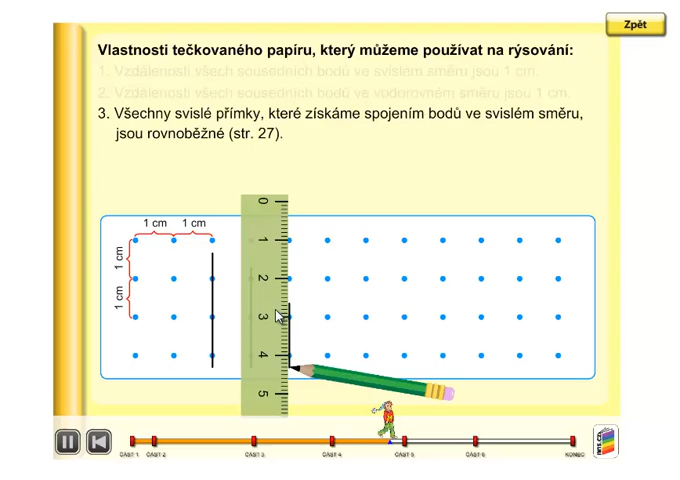 Zpět
Vlastnosti tečkovaného papíru, který můžeme používat na rýsování:
1. Vzdálenosti všech sousedních bodů ve svislém směru jsou 1 cm.
2. Vzdálenosti všech sousedních bodů ve vodorovném směru jsou 1 cm.
3. Všechny svislé přímky, které získáme spojením bodů ve svislém směru,
jsou rovnoběžné (str. 27).
0
1 cm 1 cm
1
1 cm
2
1 cm
3
4
5
ČÁST 1 ČÁST 2 ČÁST 3 ČÁST 4 ČÁST 5 ČÁST 6 KONEC